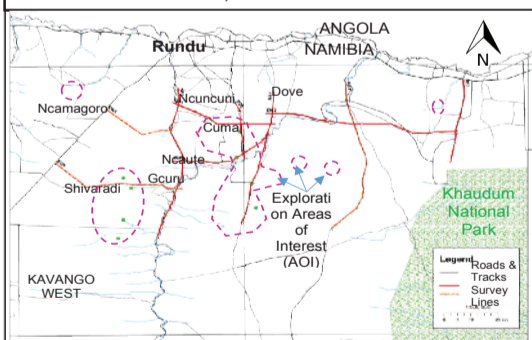 ANGOLA
NAMIBIA
Rundu
N
Ncuncuni
Dove
Ncamagoro
Cuma
Ncaute
Gcuru
Shivaradi
Explorati
on Areas
of
Interest
(AOI)
Khaudum
National
Park
KAVANGO
WEST
Legend
Roads &
Tracks
Survey
Lines